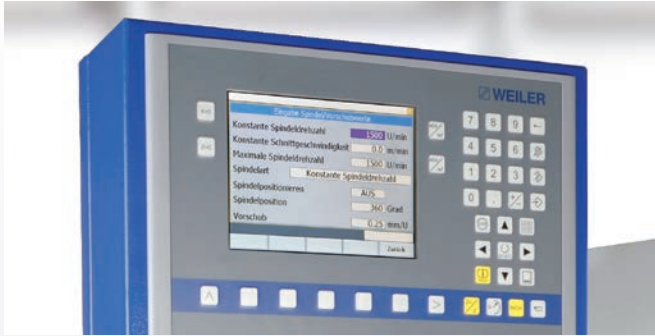 WEILER
Eingabe Spindel/Vorschubwerte
Konstante Spindeldrehzahl 1500 U/min
Konstante Schnittgeschwindigkeit 0.0 m/min
Maximale Spindeldrehzahl 1500 U/min
Spindelart Konstante Spindeldrehzahl
Spindelpositionieren AUS
Spindelposition 360 Grad
Vorschub 0.25 mm/U
Zurück
7 8 9
4 5 6
1 2 3
0 .